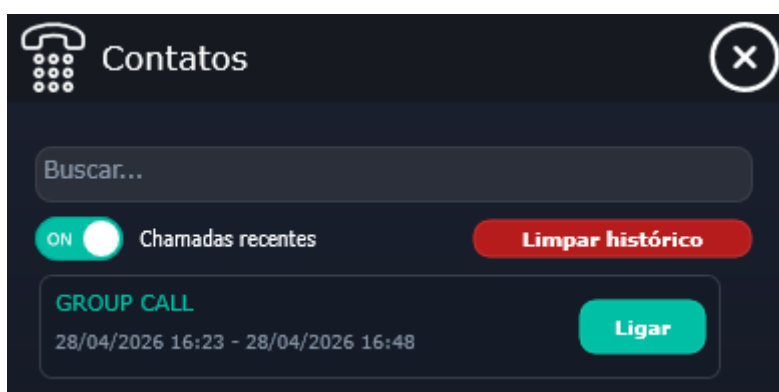 Contatos
Buscar...
ON Chamadas recentes Limpar histórico
GROUP CALL
28/04/2026 16:23 - 28/04/2026 16:48
Ligar